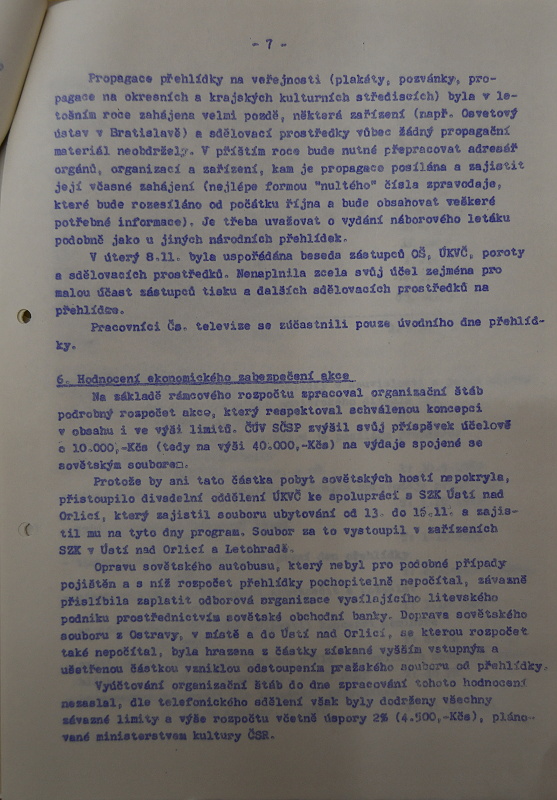 - 7 -
Propagace přehlídky na veřejnosti (plakáty, pozvánky, pro-
pagace na okresních a krajských kulturních střediscích) byla v le-
tošním roce zahájena velmi pozdě, některá zařízení (např. Osvetový
ústav v Bratislavě) a sdělovací prostředky vůbec žádný propagační
materiál neobdržely. V příštím roce bude nutné přepracovat adresář
orgánů, organizací a zařízení, kam je propagace posílána a zajistit
její včasné zahájení (nejlépe formou "nultého" čísla zpravodaje,
které bude rozesíláno od počátku října a bude obsahovat veškeré
potřebné informace). Je třeba uvažovat o vydání náborového letáku
podobně jako u jiných národních přehlídek.
V úterý 8.11. byla uspořádána beseda zástupců OŠ, ÚKVČ, poroty
a sdělovacích prostředků. Nenaplnila zcela svůj účel zejména pro
malou účast zástupců tisku a dalších sdělovacích prostředků na
přehlídce.
Pracovníci Čs. televize se zúčastnili pouze úvodního dne přehlíd-
ky.
6. Hodnocení ekonomického zabezpečení akce
Na základě rámcového rozpočtu zpracoval organizační štáb
podrobný rozpočet akce, který respektoval schválenou koncepci
v obsahu i ve výši limitů. ČÚV SČSP zvýšil svůj příspěvek účelově
o 10.000,-Kčs (tedy na výši 40.000,-Kčs) na výdaje spojené se
sovětským souborem.
Protože by ani tato částka pobyt sovětských hostí nepokryla,
přistoupilo divadelní oddělení ÚKVČ ke spolupráci s SZK Ústí nad
Orlicí, který zajistil souboru ubytování od 13. do 15.11. a zajis-
til mu na tyto dny program. Soubor za to vystoupil v zařízeních
SZK v Ústí nad Orlicí a Letohradě.
Opravu sovětského autobusu, který nebyl pro podobné případy
pojištěn a s níž rozpočet přehlídky pochopitelně nepočítal, závazně
přislíbila zaplatit odborová organizace vysílajícího litevského
podniku prostřednictvím sovětské obchodní banky. Doprava sovětského
souboru z Ostravy, v místě a do Ústí nad Orlicí, se kterou rozpočet
také nepočítal, byla hrazena z částky získané vyšším vstupným a
ušetřenou částkou vzniklou odstoupením pražského souboru od přehlídky.
Vyúčtování organizační štáb do dne zpracování tohoto hodnocení
nezaslal, dle telefonického sdělení však byly dodrženy všechny
závazné limity a výše rozpočtu včetně úspory 2% (4.500,-Kčs), pláno-
vané ministerstvem kultury ČSR.